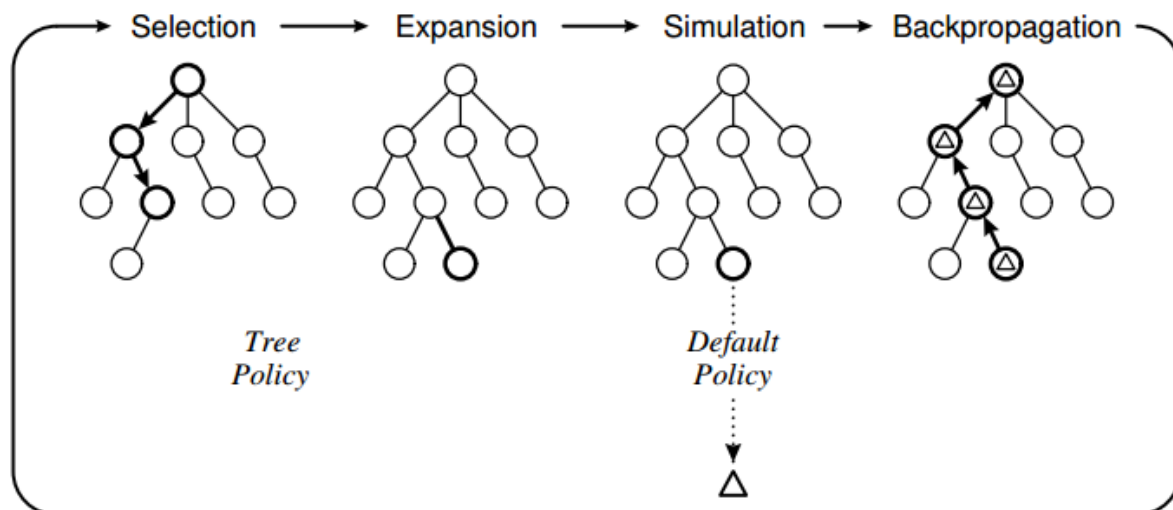 Selection Expansion Simulation Backpropagation
Tree
Policy
Default
Policy